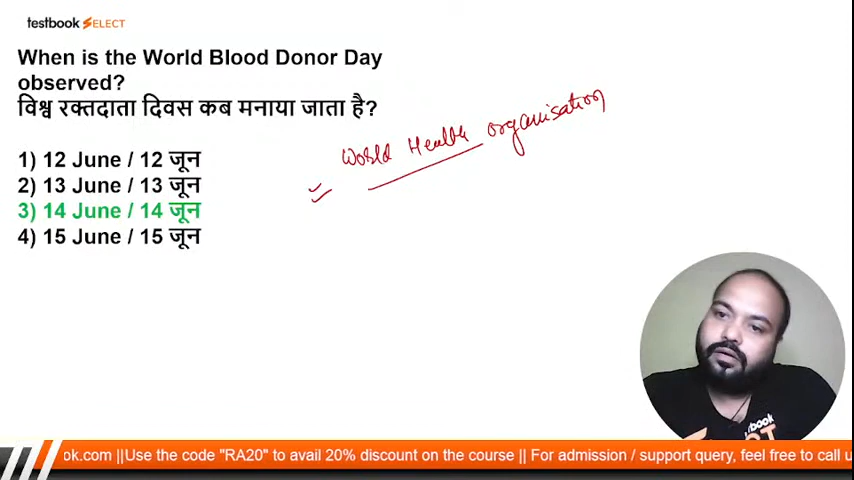 testbook SELECT
When is the World Blood Donor Day
observed?
विश्व रक्तदाता दिवस कब मनाया जाता है?
World Health Organisation
1) 12 June / 12 जून
2) 13 June / 13 जून
3) 14 June / 14 जून
4) 15 June / 15 जून
ok.com ||Use the code "RA20" to avail 20% discount on the course || For admission / support query, feel free to call u